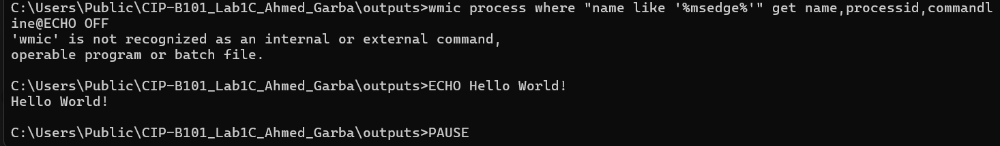 C:\Users\Public\CIP-B101_Lab1C_Ahmed_Garba\outputs>wmic process where "name like '%msedge%'" get name,processid,commandl
ine@ECHO OFF
'wmic' is not recognized as an internal or external command,
operable program or batch file.
C:\Users\Public\CIP-B101_Lab1C_Ahmed_Garba\outputs>ECHO Hello World!
Hello World!
C:\Users\Public\CIP-B101_Lab1C_Ahmed_Garba\outputs>PAUSE